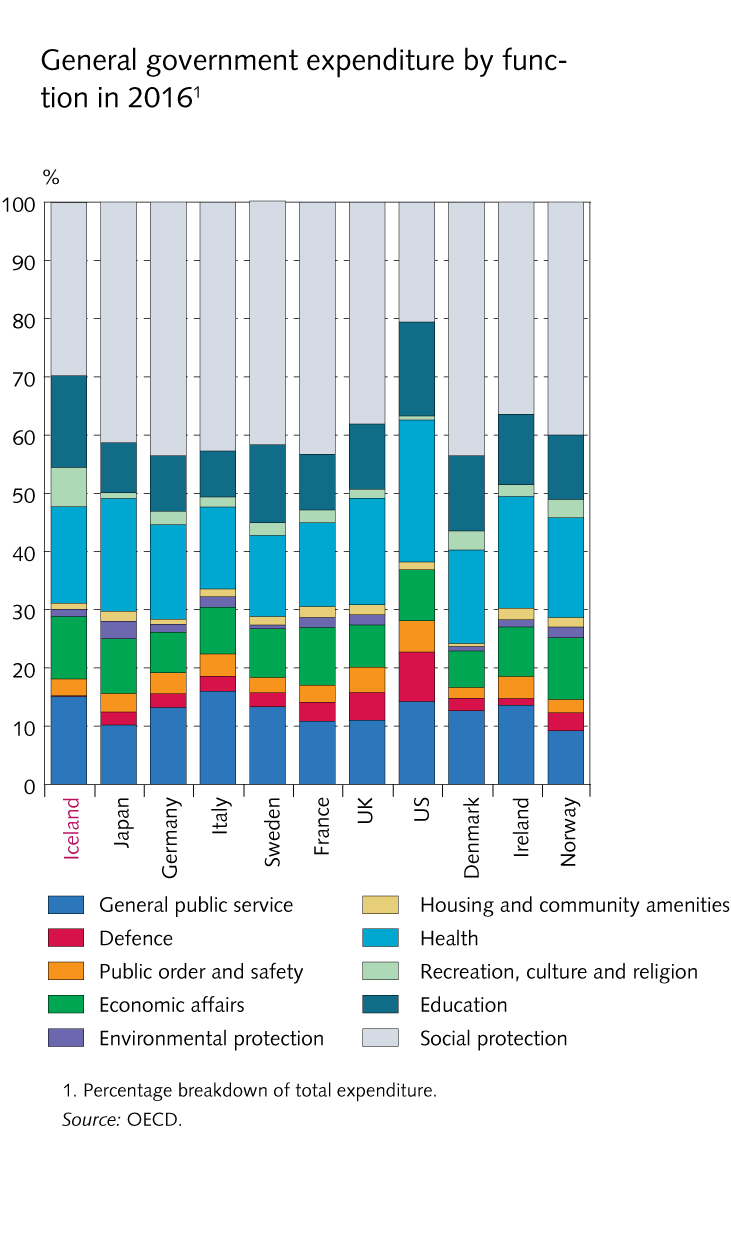 General government expenditure by func-
tion in 2016¹
%
100
90
80
70
60
50
40
30
20
10
0
Iceland
Japan
Germany
Italy
Sweden
France
UK
US
Denmark
Ireland
Norway
General public service
Defence
Public order and safety
Economic affairs
Environmental protection
Housing and community amenities
Health
Recreation, culture and religion
Education
Social protection
1. Percentage breakdown of total expenditure.
Source: OECD.